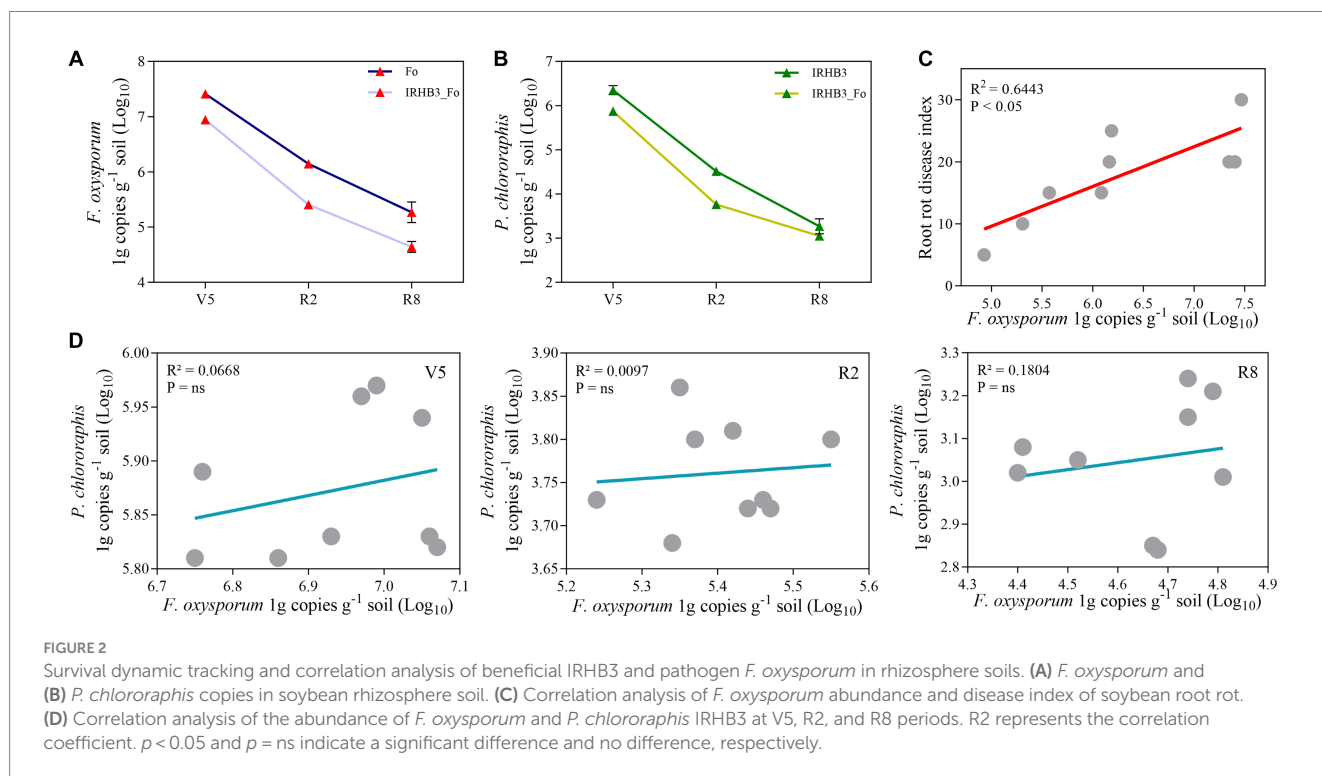 A
F. oxysporum
1g copies g⁻¹ soil (Log₁₀)
8
7
6
5
4
V5
R2
R8
Fo
IRHB3_Fo
B
P. chlororaphis
1g copies g⁻¹ soil (Log₁₀)
7
6
5
4
3
2
V5
R2
R8
IRHB3
IRHB3_Fo
C
R² = 0.6443
P < 0.05
Root rot disease index
30
20
10
0
5.0
5.5
6.0
6.5
7.0
7.5
F. oxysporum 1g copies g⁻¹ soil (Log₁₀)
D
R² = 0.0668
P = ns
V5
P. chlororaphis
1g copies g⁻¹ soil (Log₁₀)
6.00
5.95
5.90
5.85
5.80
6.7
6.8
6.9
7.0
7.1
F. oxysporum 1g copies g⁻¹ soil (Log₁₀)
R² = 0.0097
P = ns
R2
P. chlororaphis
1g copies g⁻¹ soil (Log₁₀)
3.90
3.85
3.80
3.75
3.70
3.65
5.2
5.3
5.4
5.5
5.6
F. oxysporum 1g copies g⁻¹ soil (Log₁₀)
R² = 0.1804
P = ns
R8
P. chlororaphis
1g copies g⁻¹ soil (Log₁₀)
3.3
3.2
3.1
3.0
2.9
2.8
4.3
4.4
4.5
4.6
4.7
4.8
4.9
F. oxysporum 1g copies g⁻¹ soil (Log₁₀)
FIGURE 2
Survival dynamic tracking and correlation analysis of beneficial IRHB3 and pathogen F. oxysporum in rhizosphere soils. (A) F. oxysporum and
(B) P. chlororaphis copies in soybean rhizosphere soil. (C) Correlation analysis of F. oxysporum abundance and disease index of soybean root rot.
(D) Correlation analysis of the abundance of F. oxysporum and P. chlororaphis IRHB3 at V5, R2, and R8 periods. R2 represents the correlation
coefficient. p < 0.05 and p = ns indicate a significant difference and no difference, respectively.